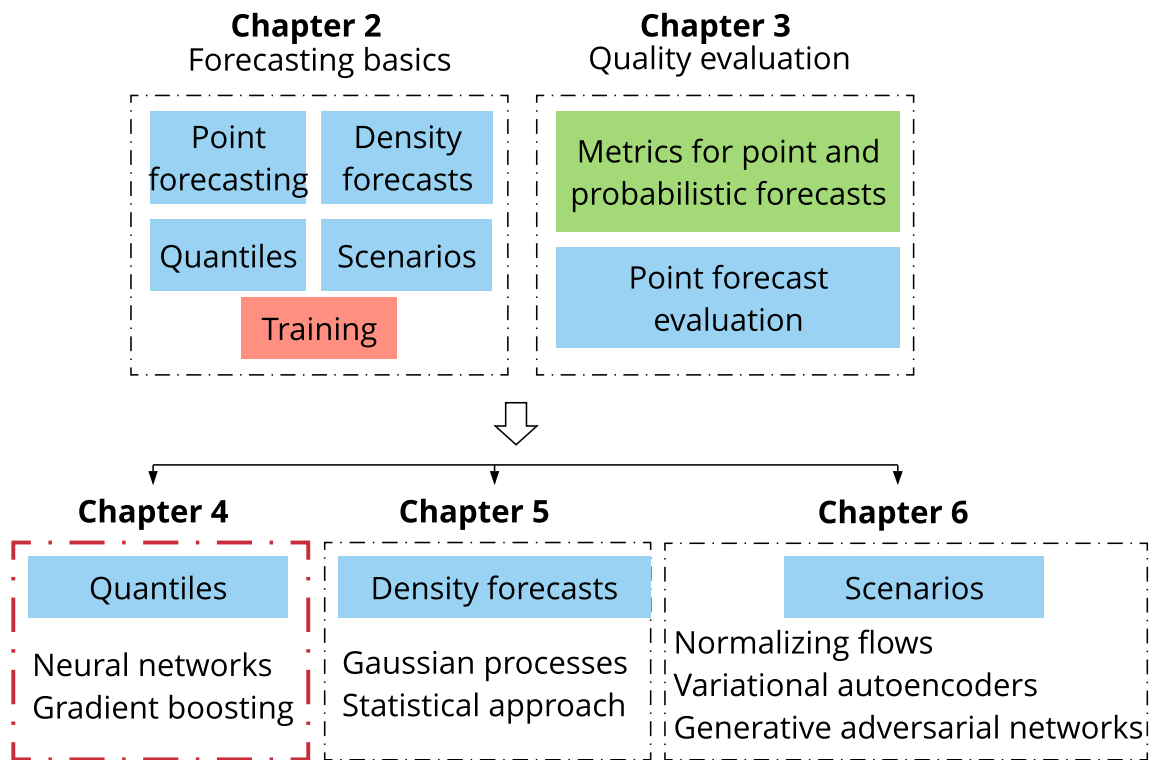 Chapter 2
Forecasting basics
Point
forecasting
Density
forecasts
Quantiles
Scenarios
Training
Chapter 3
Quality evaluation
Metrics for point and
probabilistic forecasts
Point forecast
evaluation
Chapter 4
Quantiles
Neural networks
Gradient boosting
Chapter 5
Density forecasts
Gaussian processes
Statistical approach
Chapter 6
Scenarios
Normalizing flows
Variational autoencoders
Generative adversarial networks